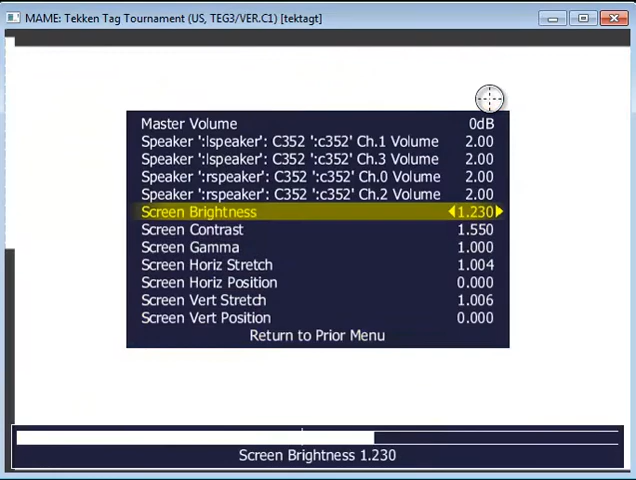 MAME: Tekken Tag Tournament (US, TEG3/VER.C1) [tektagt]
Master Volume 0dB
Speaker ':lspeaker': C352 ':c352' Ch.1 Volume 2.00
Speaker ':lspeaker': C352 ':c352' Ch.3 Volume 2.00
Speaker ':rspeaker': C352 ':c352' Ch.0 Volume 2.00
Speaker ':rspeaker': C352 ':c352' Ch.2 Volume 2.00
Screen Brightness 1.230
Screen Contrast 1.550
Screen Gamma 1.000
Screen Horiz Stretch 1.004
Screen Horiz Position 0.000
Screen Vert Stretch 1.006
Screen Vert Position 0.000
Return to Prior Menu
Screen Brightness 1.230